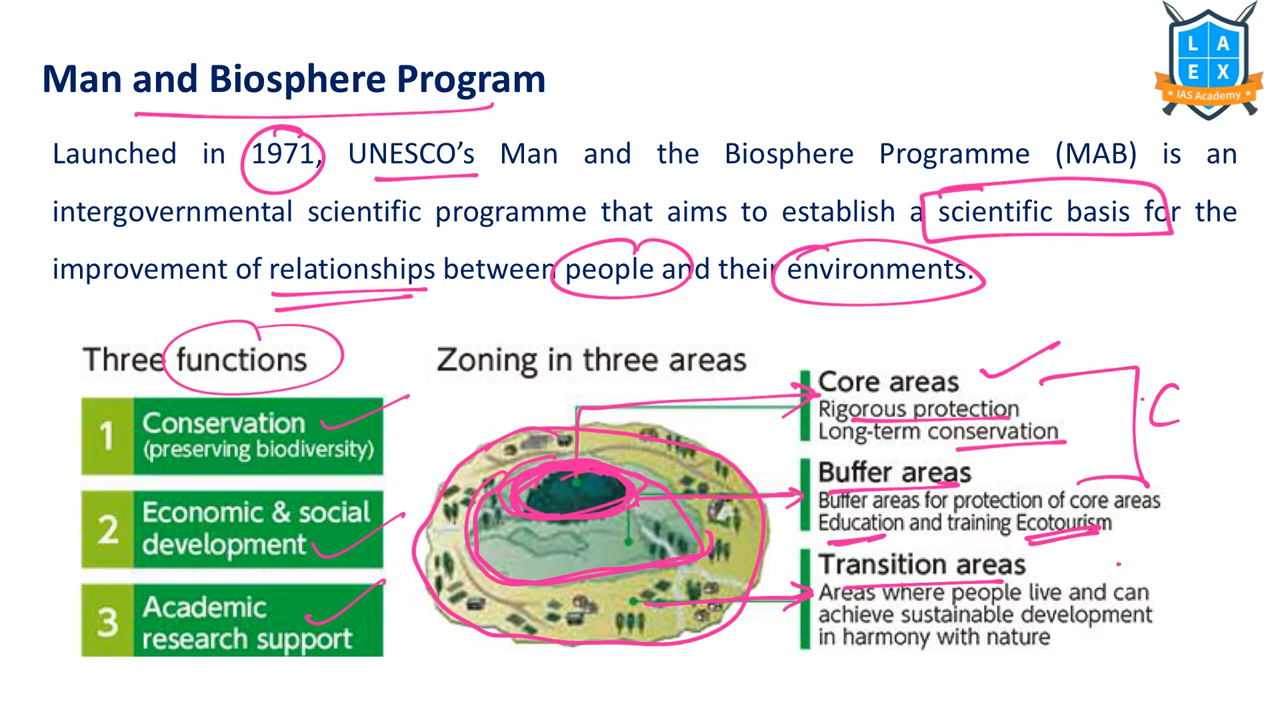 Man and Biosphere Program
L A
E X
IAS Academy
Launched in 1971, UNESCO's Man and the Biosphere Programme (MAB) is an
intergovernmental scientific programme that aims to establish a scientific basis for the
improvement of relationships between people and their environments.
Three functions
1 Conservation
(preserving biodiversity)
2 Economic & social
development
3 Academic
research support
Zoning in three areas
Core areas
Rigorous protection
Long-term conservation
C
Buffer areas
Buffer areas for protection of core areas
Education and training Ecotourism
Transition areas
Areas where people live and can
achieve sustainable development
in harmony with nature